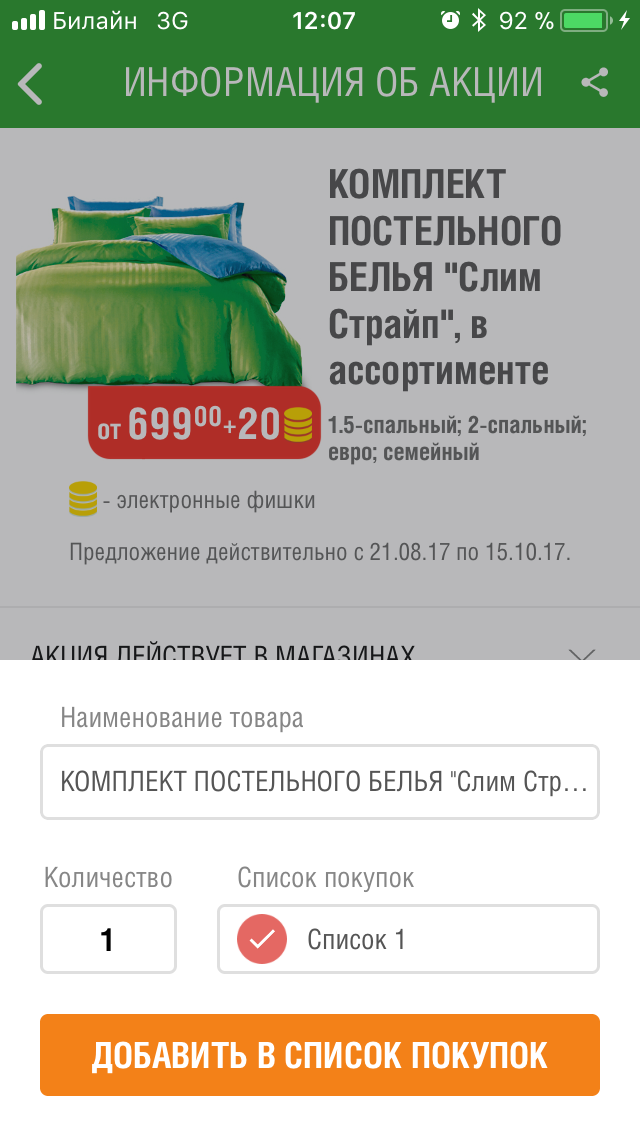 Билайн 3G 12:07 92 %
ИНФОРМАЦИЯ ОБ АКЦИИ
КОМПЛЕКТ
ПОСТЕЛЬНОГО
БЕЛЬЯ "Слим
Страйп", в
ассортименте
от 699⁰⁰+20
1.5-спальный; 2-спальный;
евро; семейный
- электронные фишки
Предложение действительно с 21.08.17 по 15.10.17.
АКЦИЯ ДЕЙСТВУЕТ В МАГАЗИНАХ
Наименование товара
КОМПЛЕКТ ПОСТЕЛЬНОГО БЕЛЬЯ "Слим Стр...
Количество Список покупок
1 Список 1
ДОБАВИТЬ В СПИСОК ПОКУПОК